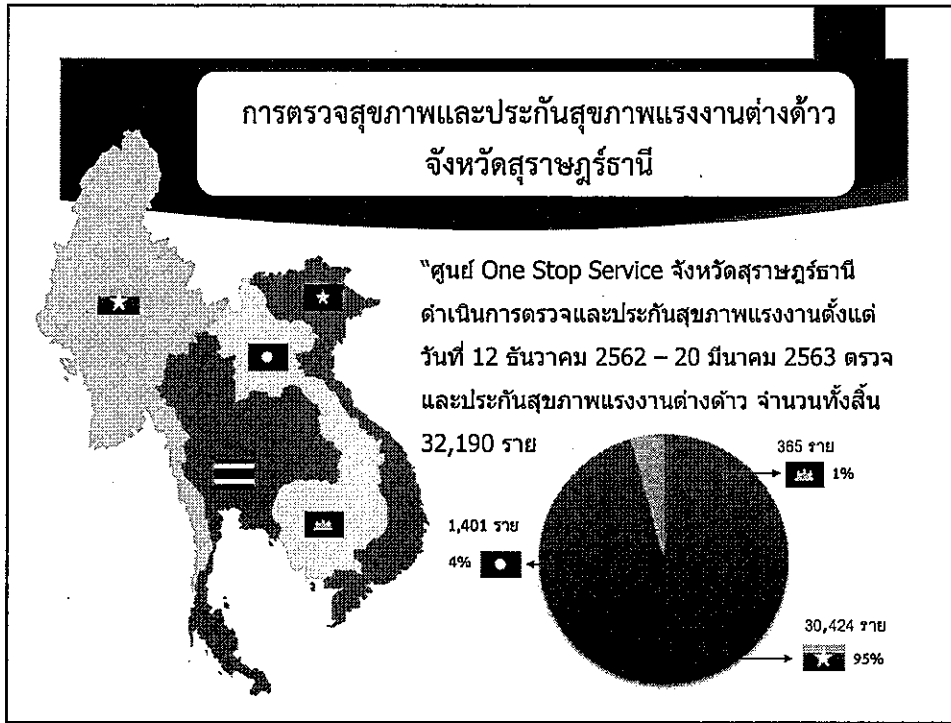 การตรวจสุขภาพและประกันสุขภาพแรงงานต่างด้าว
จังหวัดสุราษฎร์ธานี
“ศูนย์ One Stop Service จังหวัดสุราษฎร์ธานี
ดำเนินการตรวจและประกันสุขภาพแรงงานตั้งแต่
วันที่ 12 ธันวาคม 2562 – 20 มีนาคม 2563 ตรวจ
และประกันสุขภาพแรงงานต่างด้าว จำนวนทั้งสิ้น
32,190 ราย
365 ราย
1%
1,401 ราย
4%
30,424 ราย
95%